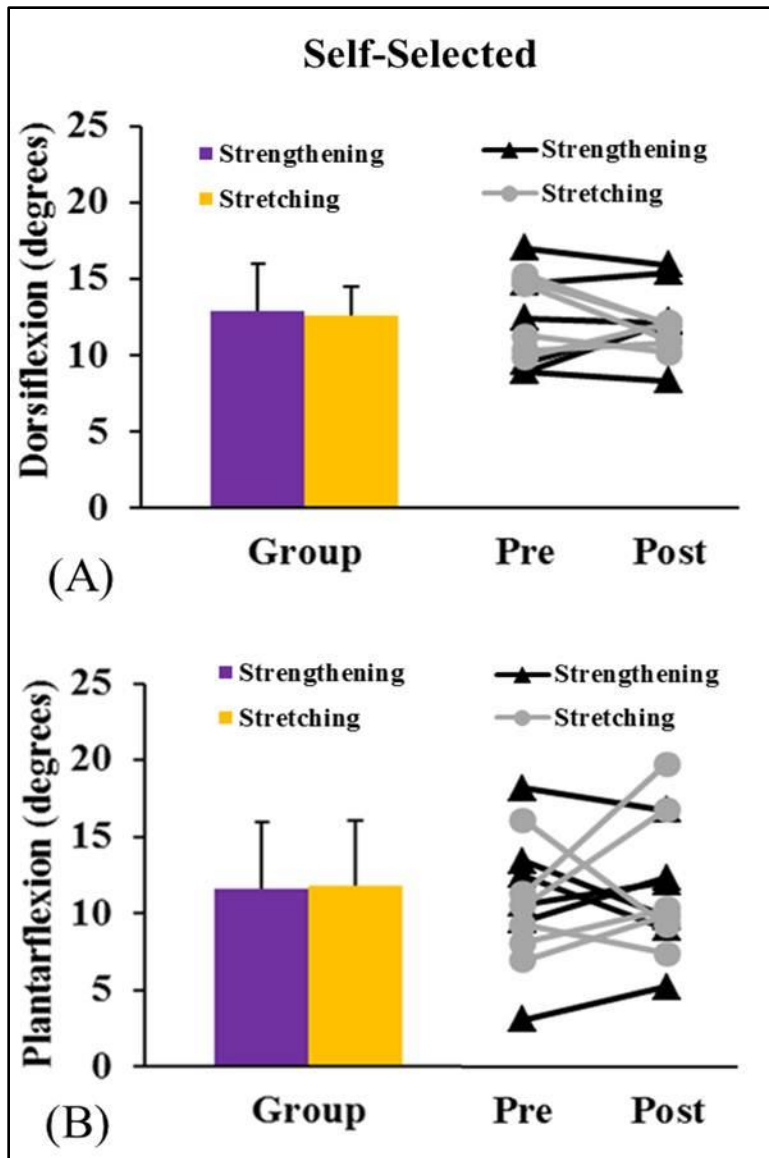 Self-Selected
Dorsiflexion (degrees)
25
20
15
10
5
0
Strengthening
Stretching
Strengthening
Stretching
Group
Pre
Post
(A)
Plantarflexion (degrees)
25
20
15
10
5
0
Strengthening
Stretching
Strengthening
Stretching
Group
Pre
Post
(B)